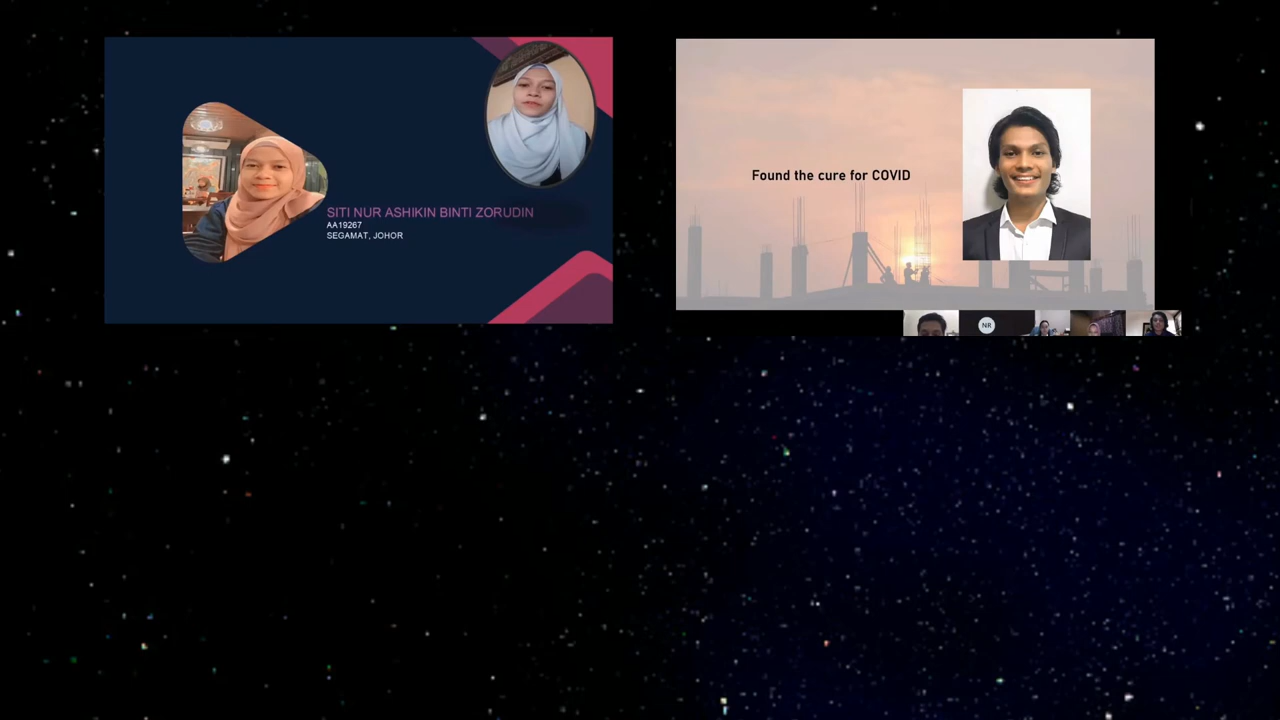 SITI NUR ASHIKIN BINTI ZORUDIN
AA19267
SEGAMAT, JOHOR
Found the cure for COVID
NR